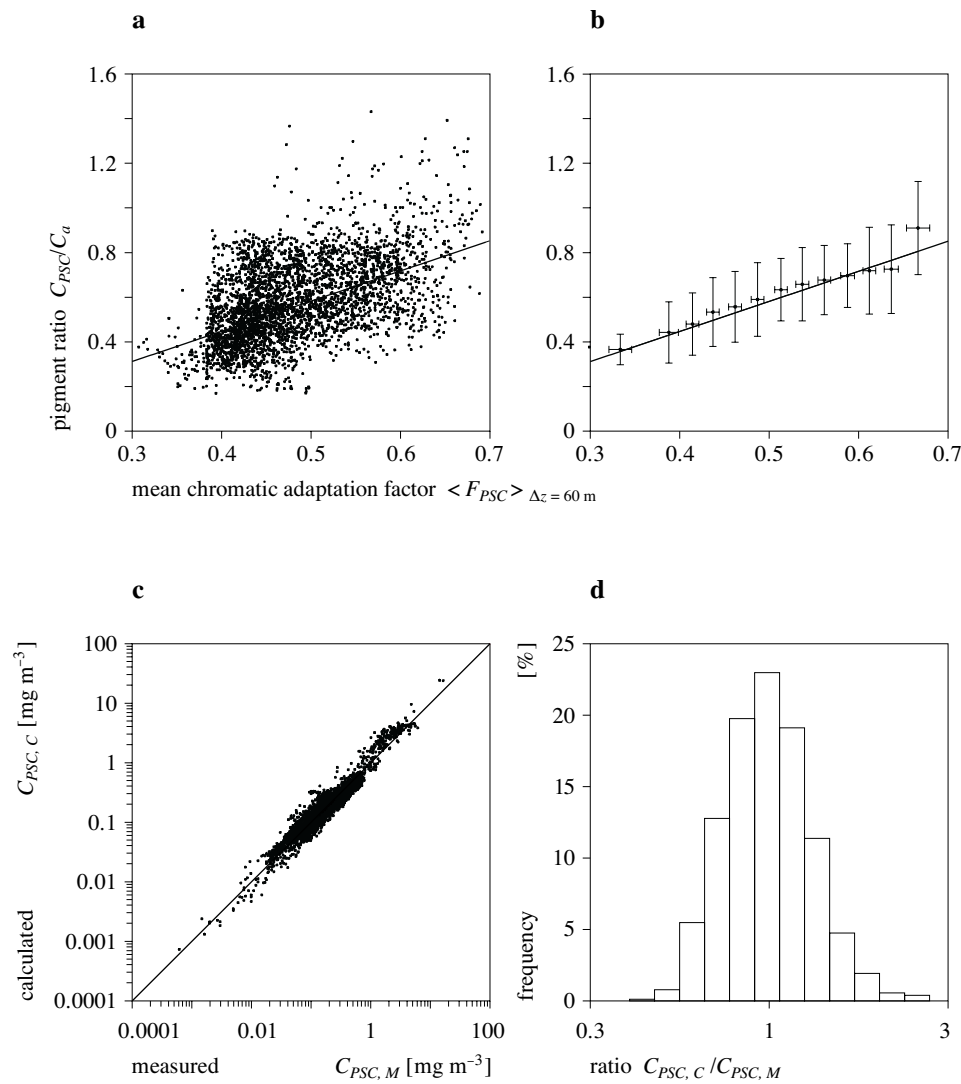 a
b
pigment ratio C_PSC/C_a
1.6
1.2
0.8
0.4
0
0.3 0.4 0.5 0.6 0.7
1.6
1.2
0.8
0.4
0
0.3 0.4 0.5 0.6 0.7
mean chromatic adaptation factor < F_PSC > Δz = 60 m
c
d
calculated C_PSC, C [mg m⁻³]
100
10
1
0.1
0.01
0.001
0.0001
0.0001 0.01 1 100
measured C_PSC, M [mg m⁻³]
frequency [%]
25
20
15
10
5
0
0.3 1 3
ratio C_PSC, C /C_PSC, M